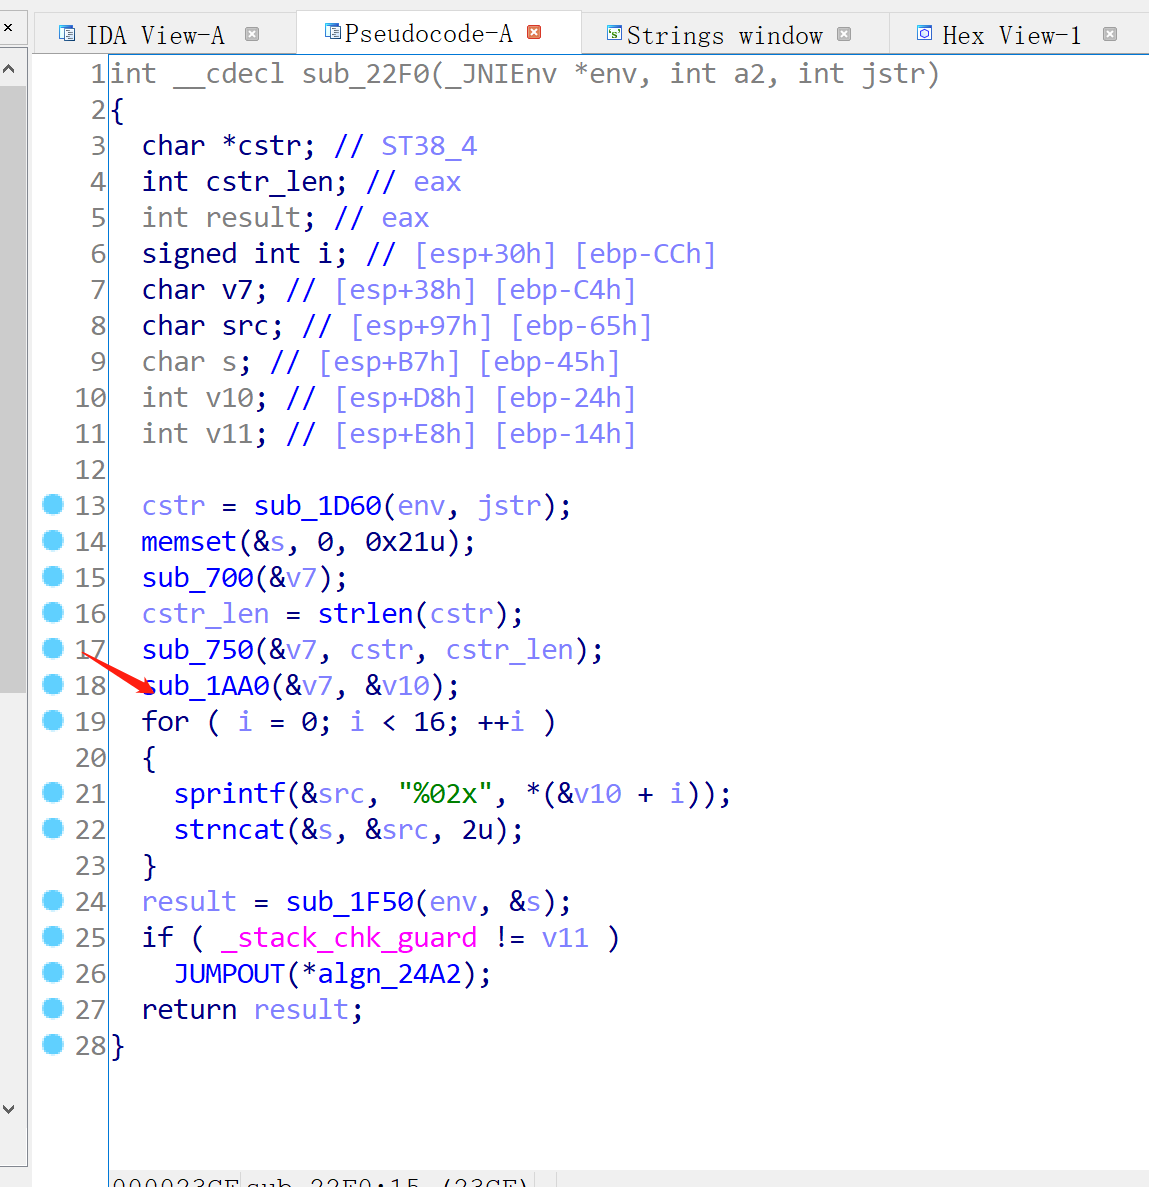 IDA View-A Pseudocode-A Strings window Hex View-1
1 int __cdecl sub_22F0(_JNIEnv *env, int a2, int jstr)
2 {
3 char *cstr; // ST38_4
4 int cstr_len; // eax
5 int result; // eax
6 signed int i; // [esp+30h] [ebp-CCh]
7 char v7; // [esp+38h] [ebp-C4h]
8 char src; // [esp+97h] [ebp-65h]
9 char s; // [esp+B7h] [ebp-45h]
10 int v10; // [esp+D8h] [ebp-24h]
11 int v11; // [esp+E8h] [ebp-14h]
12
13 cstr = sub_1D60(env, jstr);
14 memset(&s, 0, 0x21u);
15 sub_700(&v7);
16 cstr_len = strlen(cstr);
17 sub_750(&v7, cstr, cstr_len);
18 sub_1AA0(&v7, &v10);
19 for ( i = 0; i < 16; ++i )
20 {
21 sprintf(&src, "%02x", *(&v10 + i));
22 strncat(&s, &src, 2u);
23 }
24 result = sub_1F50(env, &s);
25 if ( _stack_chk_guard != v11 )
26 JUMPOUT(*algn_24A2);
27 return result;
28 }
000023CE sub_22F0:15 (23CE)